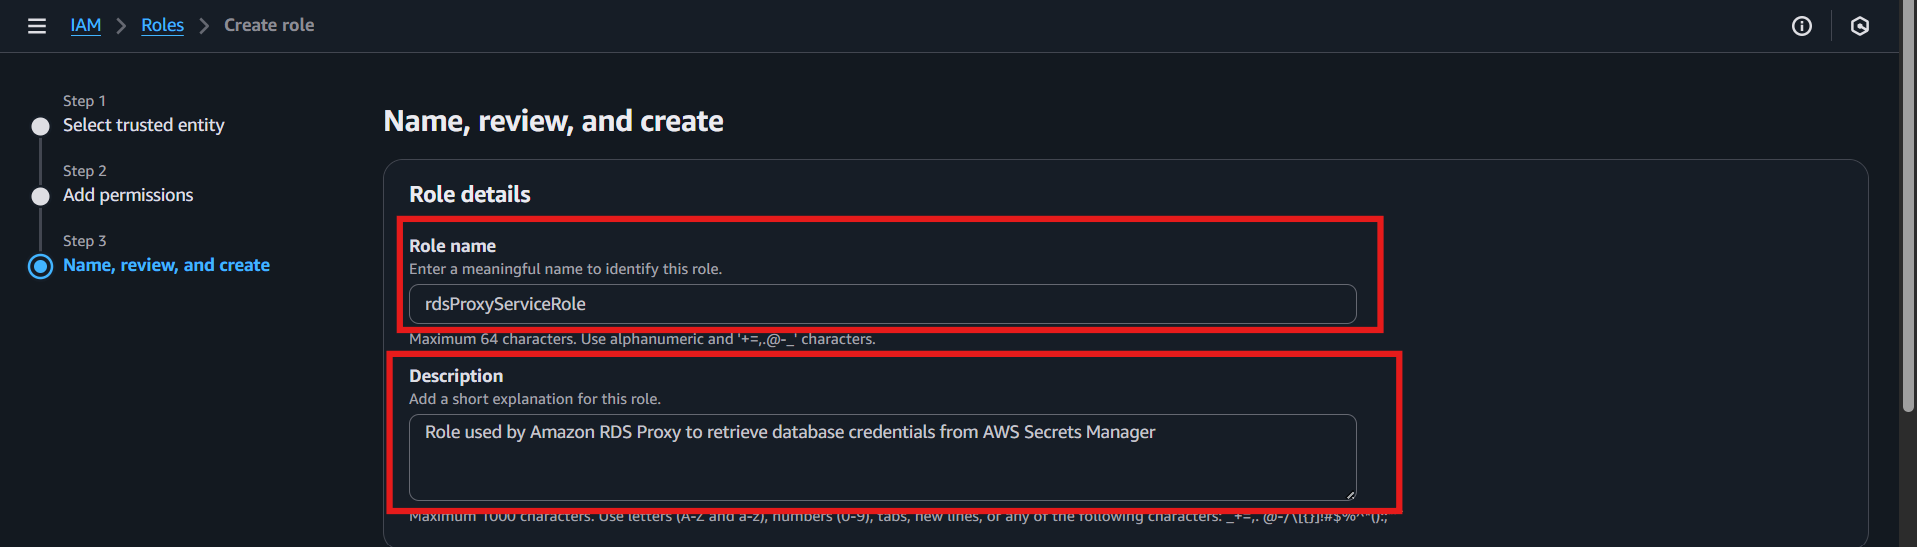 IAM > Roles > Create role
Step 1
Select trusted entity
Step 2
Add permissions
Step 3
Name, review, and create
Name, review, and create
Role details
Role name
Enter a meaningful name to identify this role.
rdsProxyServiceRole
Maximum 64 characters. Use alphanumeric and '+=,.@-_' characters.
Description
Add a short explanation for this role.
Role used by Amazon RDS Proxy to retrieve database credentials from AWS Secrets Manager
Maximum 1000 characters. Use letters (A-Z and a-z), numbers (0-9), tabs, new lines, or any of the following characters: